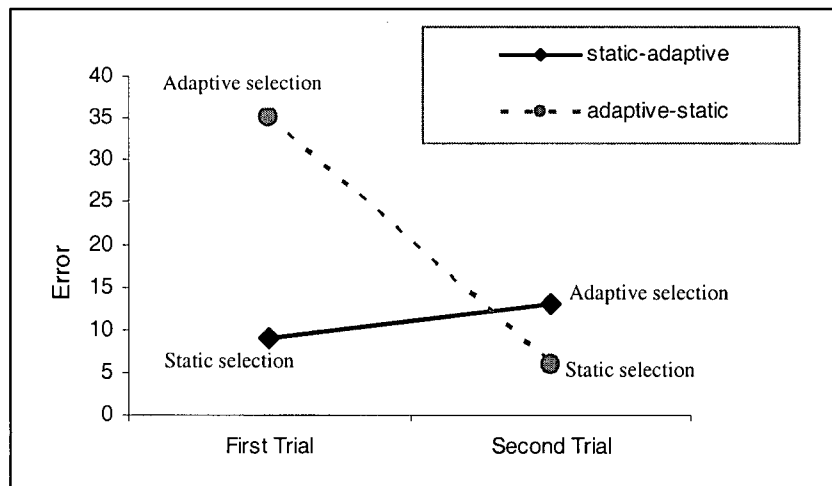 static-adaptive
adaptive-static
40
35
30
25
20
15
10
5
0
Error
Adaptive selection
Static selection
Adaptive selection
Static selection
First Trial
Second Trial